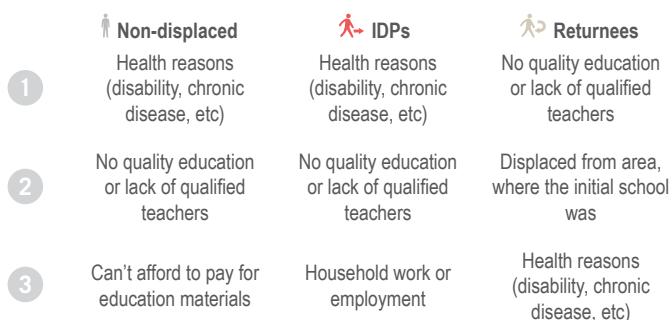 Non-displaced IDPs Returnees
1
Health reasons
(disability, chronic
disease, etc)
Health reasons
(disability, chronic
disease, etc)
No quality education
or lack of qualified
teachers
2
No quality education
or lack of qualified
teachers
No quality education
or lack of qualified
teachers
Displaced from area,
where the initial school
was
3
Can’t afford to pay for
education materials
Household work or
employment
Health reasons
(disability, chronic
disease, etc)